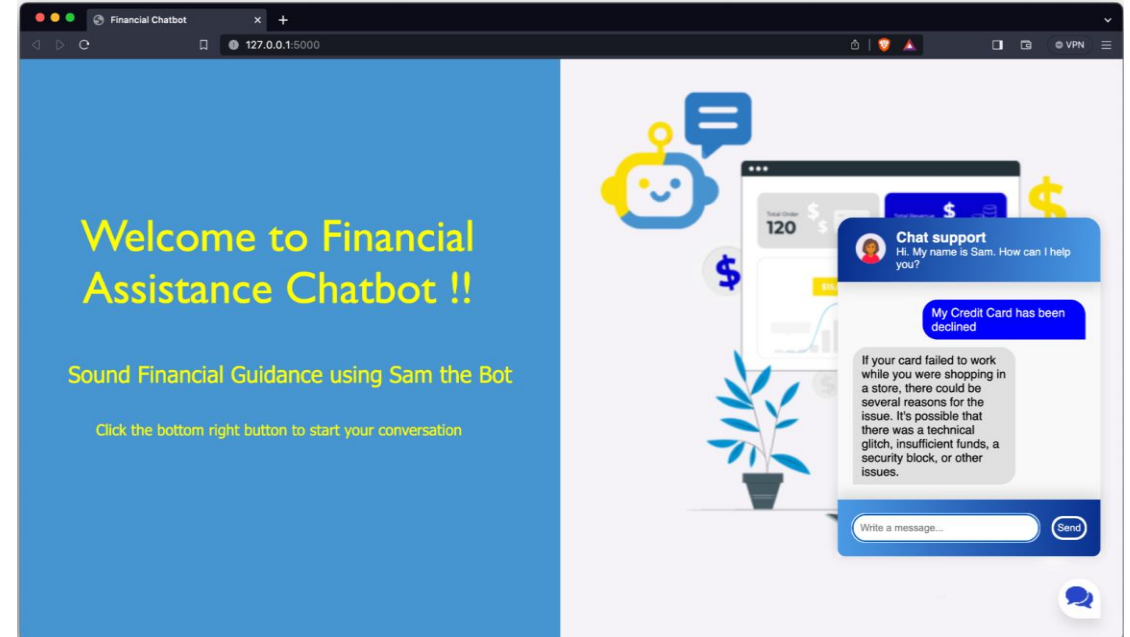 Financial Chatbot
127.0.0.1:5000
VPN
Welcome to Financial
Assistance Chatbot !!
Sound Financial Guidance using Sam the Bot
Click the bottom right button to start your conversation
Total Order
120
Total Revenue
Chat support
Hi. My name is Sam. How can I help
you?
My Credit Card has been
declined
If your card failed to work
while you were shopping in
a store, there could be
several reasons for the
issue. It's possible that
there was a technical
glitch, insufficient funds, a
security block, or other
issues.
Write a message...
Send